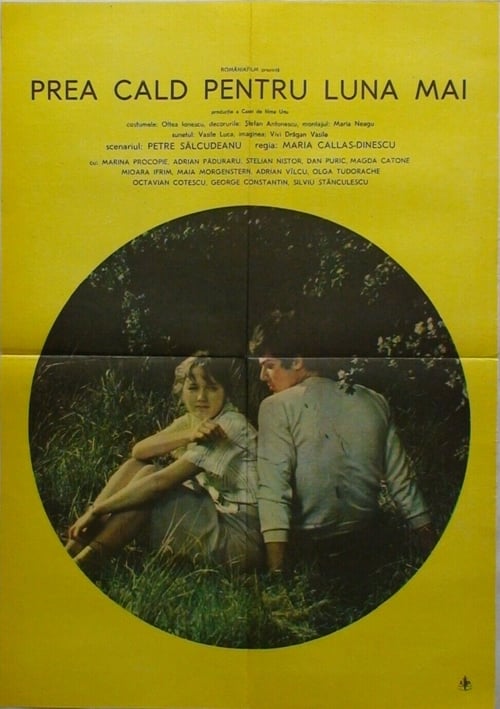 ROMÂNIAFILM prezintă
PREA CALD PENTRU LUNA MAI
producție a Casei de filme Unu
costumele: Oltea Ionescu, decorurile: Ștefan Antonescu, montajul: Maria Neagu
sunetul: Vasile Luca, imaginea: Vivi Drăgan Vasile
scenariul: PETRE SĂLCUDEANU regia: MARIA CALLAS-DINESCU
cu: MARINA PROCOPIE, ADRIAN PĂDURARU, STELIAN NISTOR, DAN PURIC, MAGDA CATONE
MIOARA IFRIM, MAIA MORGENSTERN, ADRIAN VÎLCU, OLGA TUDORACHE
OCTAVIAN COTESCU, GEORGE CONSTANTIN, SILVIU STĂNCULESCU